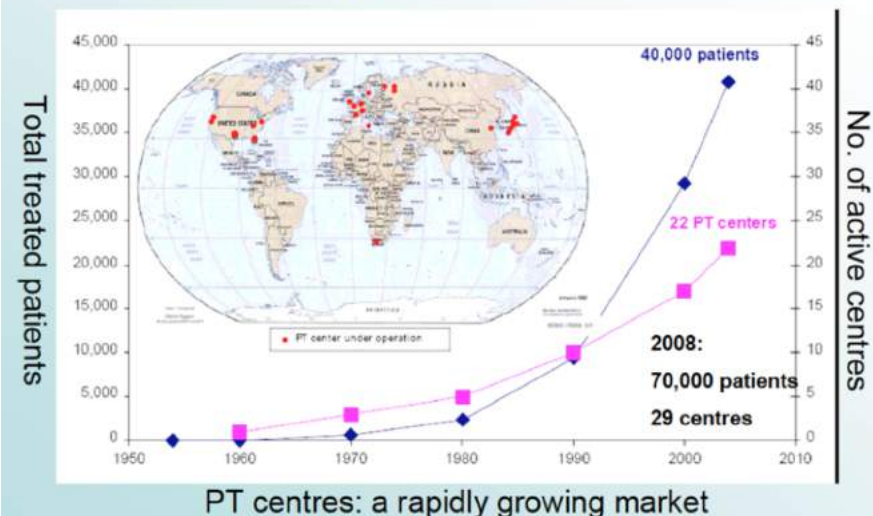 Total treated patients
45,000
40,000
35,000
30,000
25,000
20,000
15,000
10,000
5,000
0
1950
1960
1970
1980
1990
2000
2010
45
40
35
30
25
20
15
10
5
0
No. of active centres
40,000 patients
22 PT centers
CANADA
UNITED STATES
RUSSIA
CHINA
BRAZIL
AUSTRALIA
ANTARCTICA
PT center under operation
2008:
70,000 patients
29 centres
PT centres: a rapidly growing market